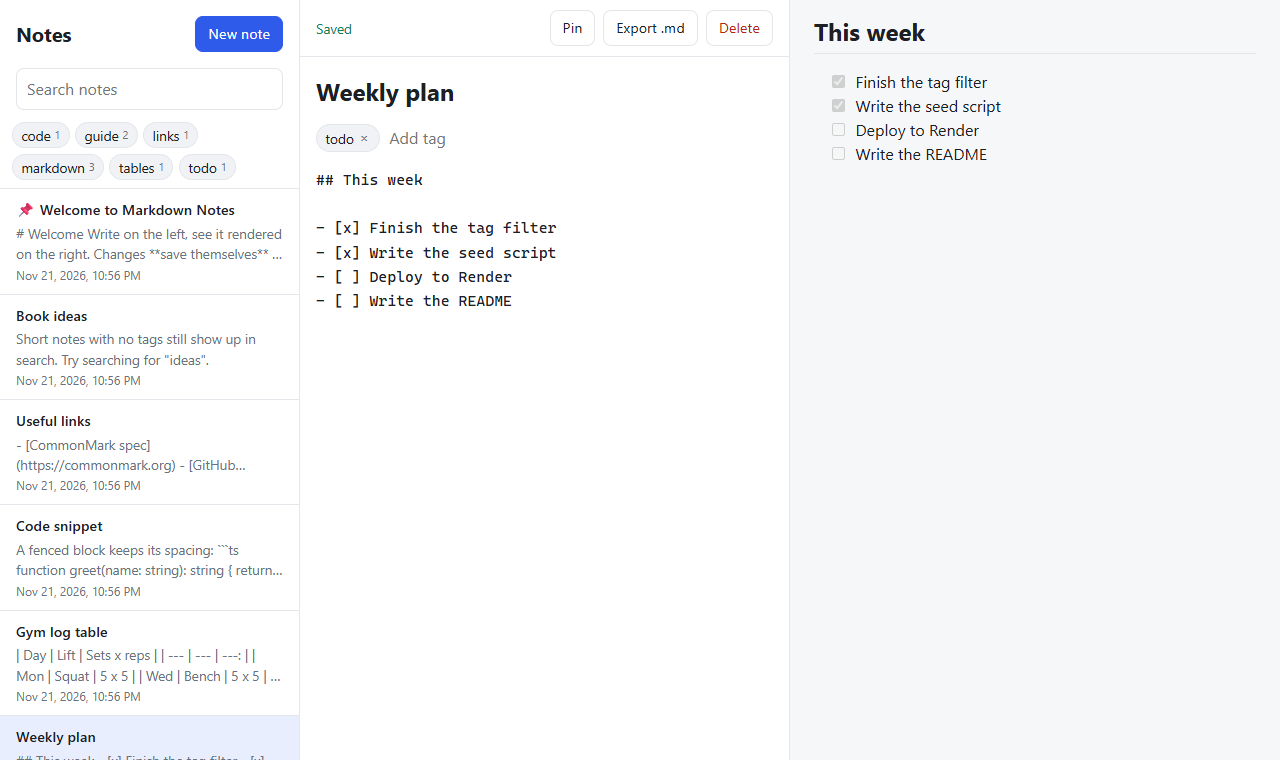 Notes
New note
Search notes
code 1
guide 2
links 1
markdown 3
tables 1
todo 1
📌 Welcome to Markdown Notes
# Welcome Write on the left, see it rendered
on the right. Changes **save themselves** ...
Nov 21, 2026, 10:56 PM
Book ideas
Short notes with no tags still show up in
search. Try searching for "ideas".
Nov 21, 2026, 10:56 PM
Useful links
- [CommonMark spec]
(https://commonmark.org) - [GitHub...
Nov 21, 2026, 10:56 PM
Code snippet
A fenced block keeps its spacing: ```ts
function greet(name: string): string { return...
Nov 21, 2026, 10:56 PM
Gym log table
| Day | Lift | Sets x reps | | --- | --- | ---: | |
Mon | Squat | 5 x 5 | | Wed | Bench | 5 x 5 | ...
Nov 21, 2026, 10:56 PM
Weekly plan
## This week - [x] Finish the tag filter - [x]
Saved
Pin
Export .md
Delete
Weekly plan
todo ×
Add tag
## This week
- [x] Finish the tag filter
- [x] Write the seed script
- [ ] Deploy to Render
- [ ] Write the README
This week
Finish the tag filter
Write the seed script
Deploy to Render
Write the README